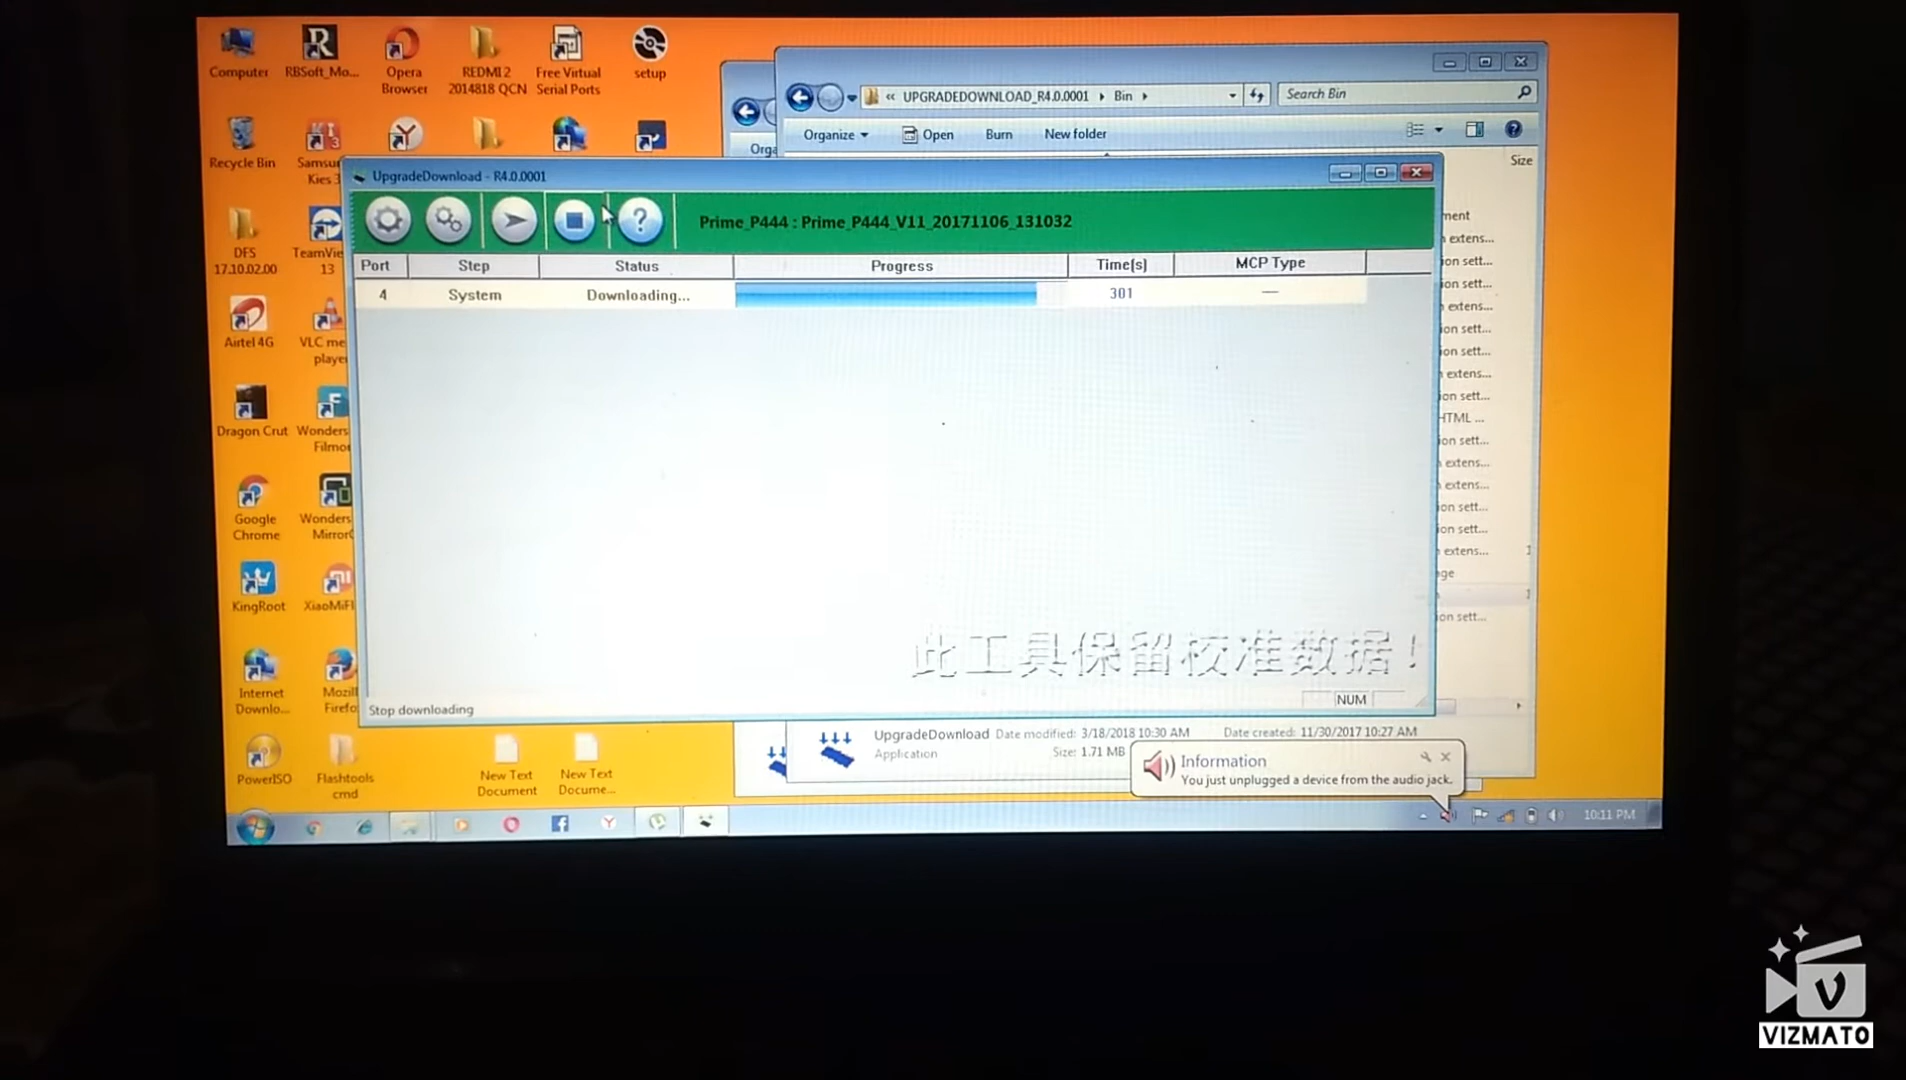 Computer
RBSoft_Mo...
Opera
Browser
REDMI 2
2014818 QCN
Free Virtual
Serial Ports
setup
UPGRADEDOWNLOAD_R4.0.0001
Bin
Search Bin
Organize
Open
Burn
New folder
Size
Recycle Bin
UpgradeDownload - R4.0.0001
Prime_P444 : Prime_P444_V11_20171106_131032
Port
Step
Status
Progress
Time(s)
MCP Type
4
System
Downloading...
301
—
DFS
17.10.02.00
13
Airtel 4G
VLC me
Dragon Crut
Wonders
Google
Chrome
Wonders
KingRoot
XiaoMiFl
Internet
Downlo...
此工具保留校准数据！
NUM
Stop downloading
UpgradeDownload
Date modified: 3/18/2018 10:30 AM
Date created: 11/30/2017 10:27 AM
Application
Size: 1.71 MB
Information
You just unplugged a device from the audio jack.
PowerISO
Flashtools
cmd
New Text
Document
New Text
Docume...
10:11 PM
VIZMATO